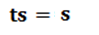 ts = s